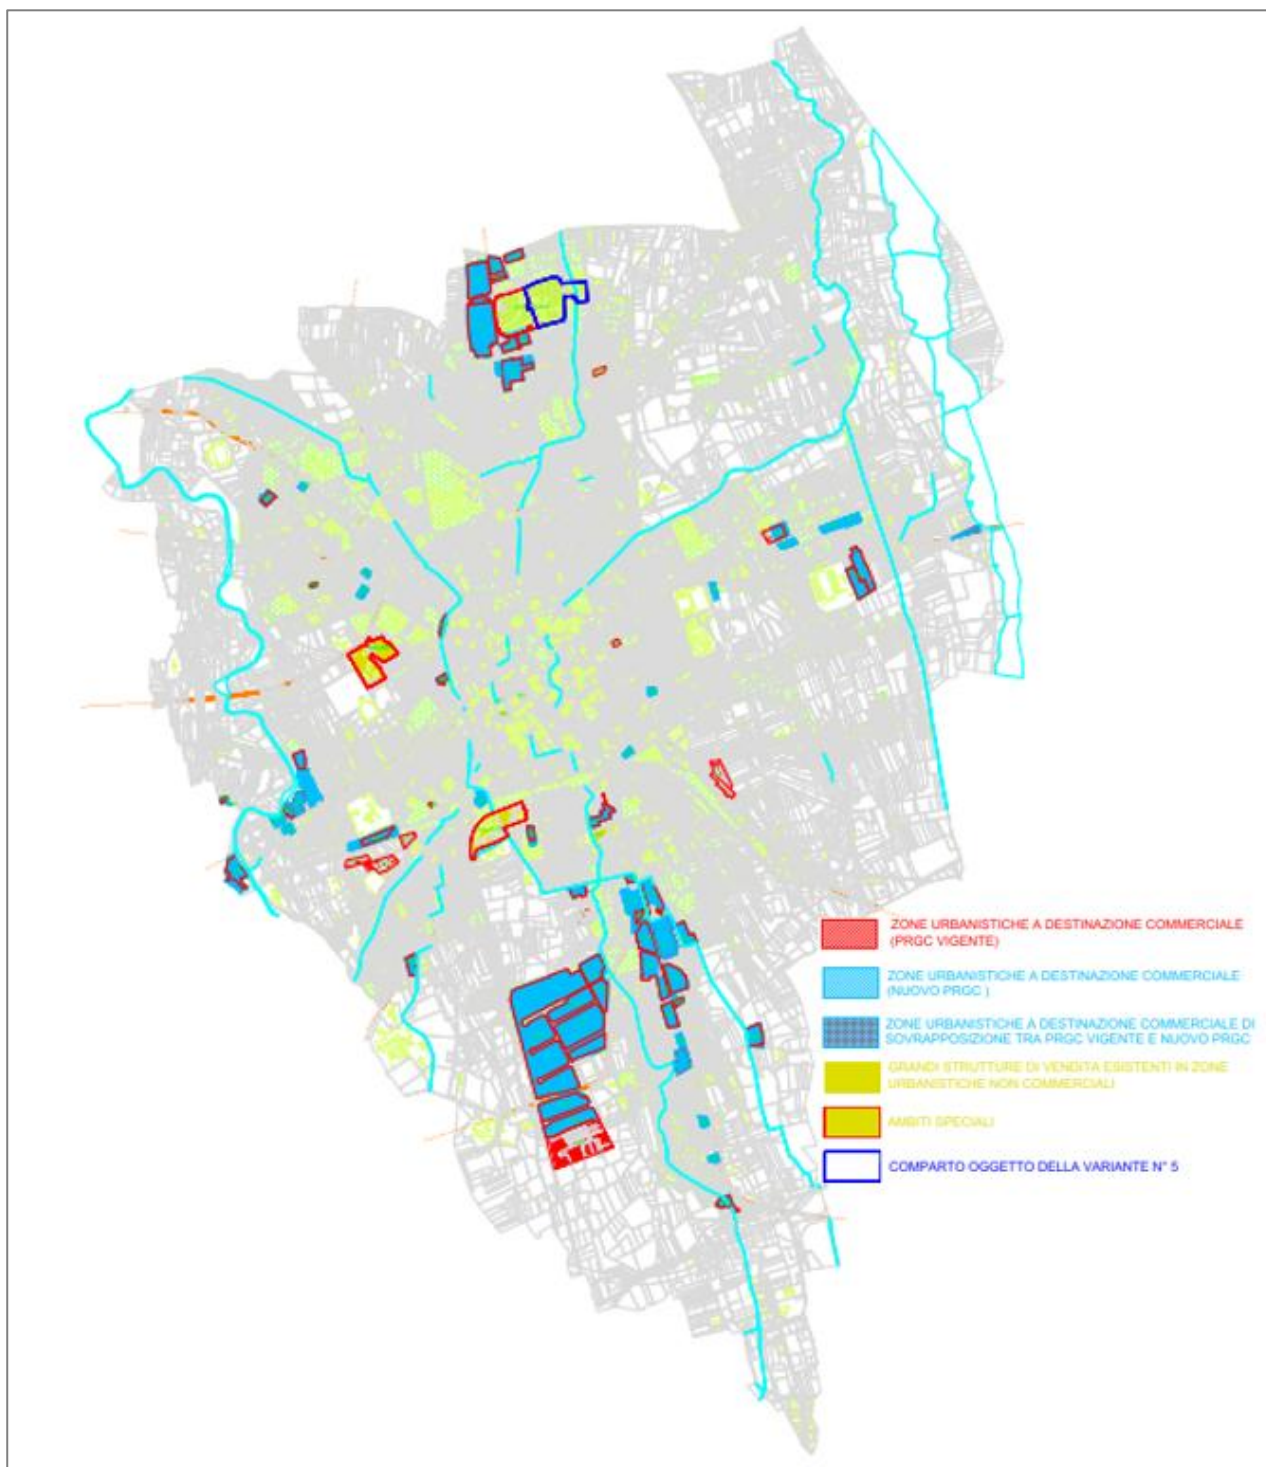 ZONE URBANISTICHE A DESTINAZIONE COMMERCIALE
(PRGC VIGENTE)
ZONE URBANISTICHE A DESTINAZIONE COMMERCIALE
(NUOVO PRGC )
ZONE URBANISTICHE A DESTINAZIONE COMMERCIALE DI
SOVRAPPOSIZIONE TRA PRGC VIGENTE E NUOVO PRGC
GRANDI STRUTTURE DI VENDITA ESISTENTI IN ZONE
URBANISTICHE NON COMMERCIALI
AMBITI SPECIALI
COMPARTO OGGETTO DELLA VARIANTE N° 5